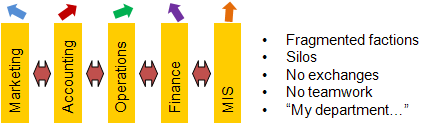 Marketing
Accounting
Operations
Finance
MIS
• Fragmented factions
• Silos
• No exchanges
• No teamwork
• “My department…”